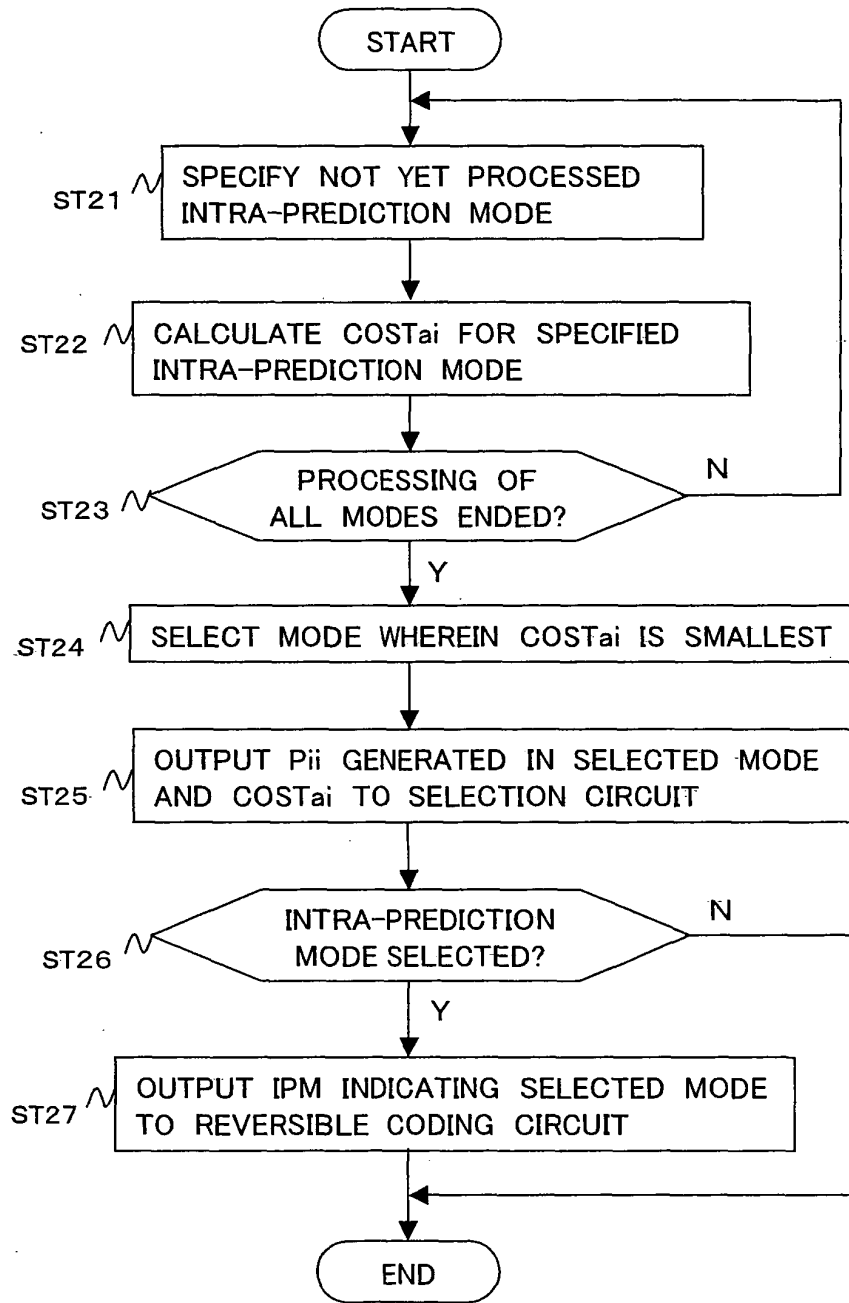 START
ST21
SPECIFY NOT YET PROCESSED
INTRA-PREDICTION MODE
ST22
CALCULATE COSTai FOR SPECIFIED
INTRA-PREDICTION MODE
ST23
PROCESSING OF
ALL MODES ENDED?
N
Y
ST24
SELECT MODE WHEREIN COSTai IS SMALLEST
ST25
OUTPUT Pii GENERATED IN SELECTED MODE
AND COSTai TO SELECTION CIRCUIT
ST26
INTRA-PREDICTION
MODE SELECTED?
N
Y
ST27
OUTPUT IPM INDICATING SELECTED MODE
TO REVERSIBLE CODING CIRCUIT
END